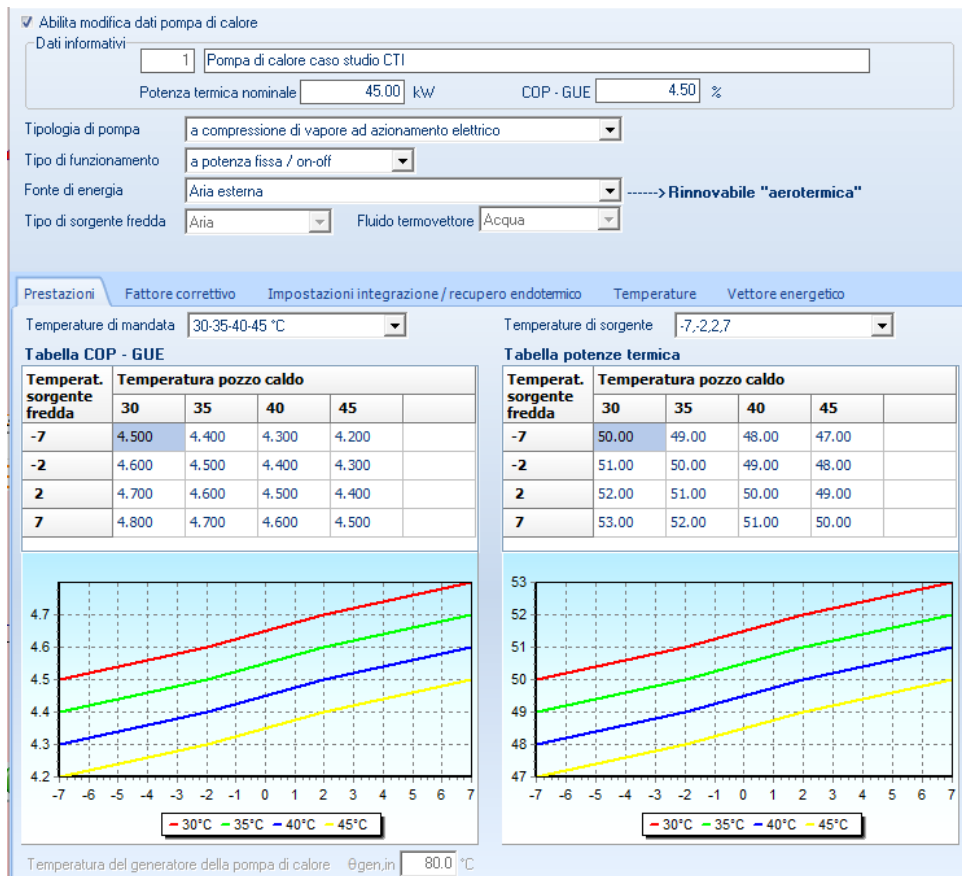 Abilita modifica dati pompa di calore
Dati informativi
1 Pompa di calore caso studio CTI
Potenza termica nominale 45.00 kW COP - GUE 4.50 %
Tipologia di pompa a compressione di vapore ad azionamento elettrico
Tipo di funzionamento a potenza fissa / on-off
Fonte di energia Aria esterna ------> Rinnovabile "aerotermica"
Tipo di sorgente fredda Aria Fluido termovettore Acqua
Prestazioni Fattore correttivo Impostazioni integrazione / recupero endotermico Temperature Vettore energetico
Temperature di mandata 30-35-40-45 °C Temperature di sorgente -7,-2,2,7
Tabella COP - GUE
Temperat. sorgente fredda Temperatura pozzo caldo
30 35 40 45
-7 4.500 4.400 4.300 4.200
-2 4.600 4.500 4.400 4.300
2 4.700 4.600 4.500 4.400
7 4.800 4.700 4.600 4.500
Tabella potenze termica
Temperat. sorgente fredda Temperatura pozzo caldo
30 35 40 45
-7 50.00 49.00 48.00 47.00
-2 51.00 50.00 49.00 48.00
2 52.00 51.00 50.00 49.00
7 53.00 52.00 51.00 50.00
4.7
4.6
4.5
4.4
4.3
4.2
-7 -6 -5 -4 -3 -2 -1 0 1 2 3 4 5 6 7
30°C 35°C 40°C 45°C
53
52
51
50
49
48
47
-7 -6 -5 -4 -3 -2 -1 0 1 2 3 4 5 6 7
30°C 35°C 40°C 45°C
Temperatura del generatore della pompa di calore θgen,in 80.0 °C